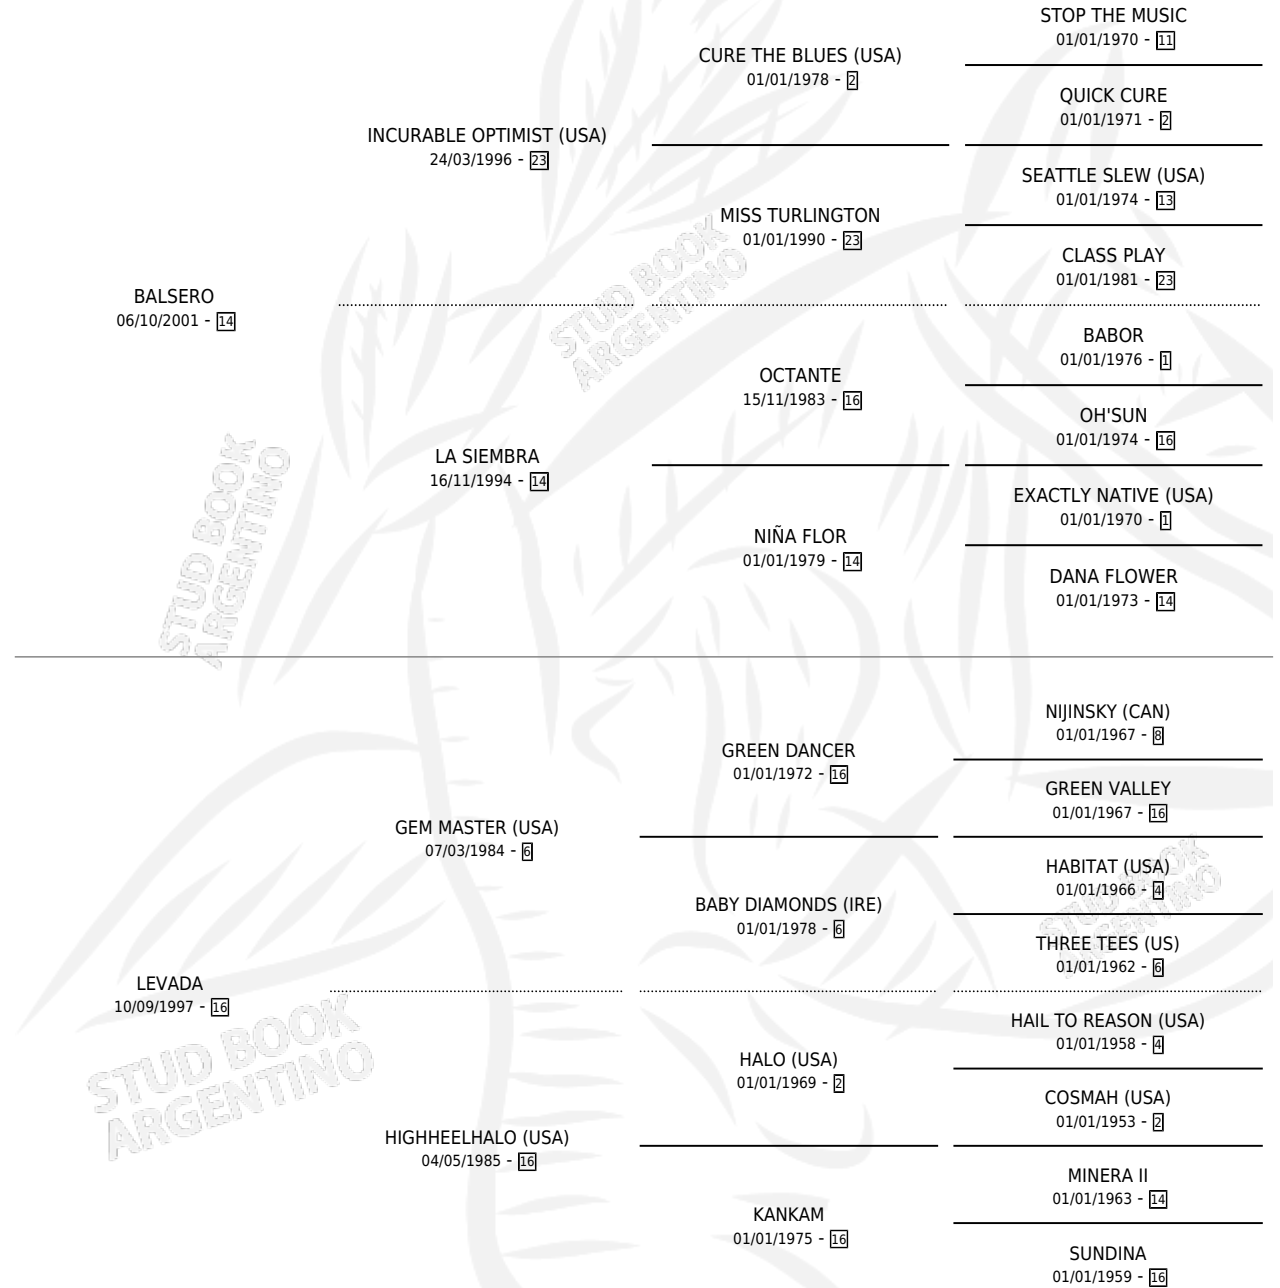 STOP THE MUSIC
01/01/1970 - 11
CURE THE BLUES (USA)
01/01/1978 - 2
QUICK CURE
01/01/1971 - 2
INCURABLE OPTIMIST (USA)
24/03/1996 - 23
SEATTLE SLEW (USA)
01/01/1974 - 13
MISS TURLINGTON
01/01/1990 - 23
CLASS PLAY
01/01/1981 - 23
BALSERO
06/10/2001 - 14
STUD BOOK
ARGENTINO
BABOR
01/01/1976 - 1
OCTANTE
15/11/1983 - 16
OH'SUN
01/01/1974 - 16
LA SIEMBRA
16/11/1994 - 14
EXACTLY NATIVE (USA)
01/01/1970 - 1
NIÑA FLOR
01/01/1979 - 14
DANA FLOWER
01/01/1973 - 14
STUD BOOK
ARGENTINO
NIJINSKY (CAN)
01/01/1967 - 8
GREEN DANCER
01/01/1972 - 16
GREEN VALLEY
01/01/1967 - 16
GEM MASTER (USA)
07/03/1984 - 6
HABITAT (USA)
01/01/1966 - 4
BABY DIAMONDS (IRE)
01/01/1978 - 6
STUD BOOK
ARGENTINO
THREE TEES (US)
01/01/1962 - 6
LEVADA
10/09/1997 - 16
HAIL TO REASON (USA)
01/01/1958 - 4
HALO (USA)
01/01/1969 - 2
COSMAH (USA)
01/01/1953 - 2
STUD BOOK
ARGENTINO
HIGHHEELHALO (USA)
04/05/1985 - 16
MINERA II
01/01/1963 - 14
KANKAM
01/01/1975 - 16
SUNDINA
01/01/1959 - 16